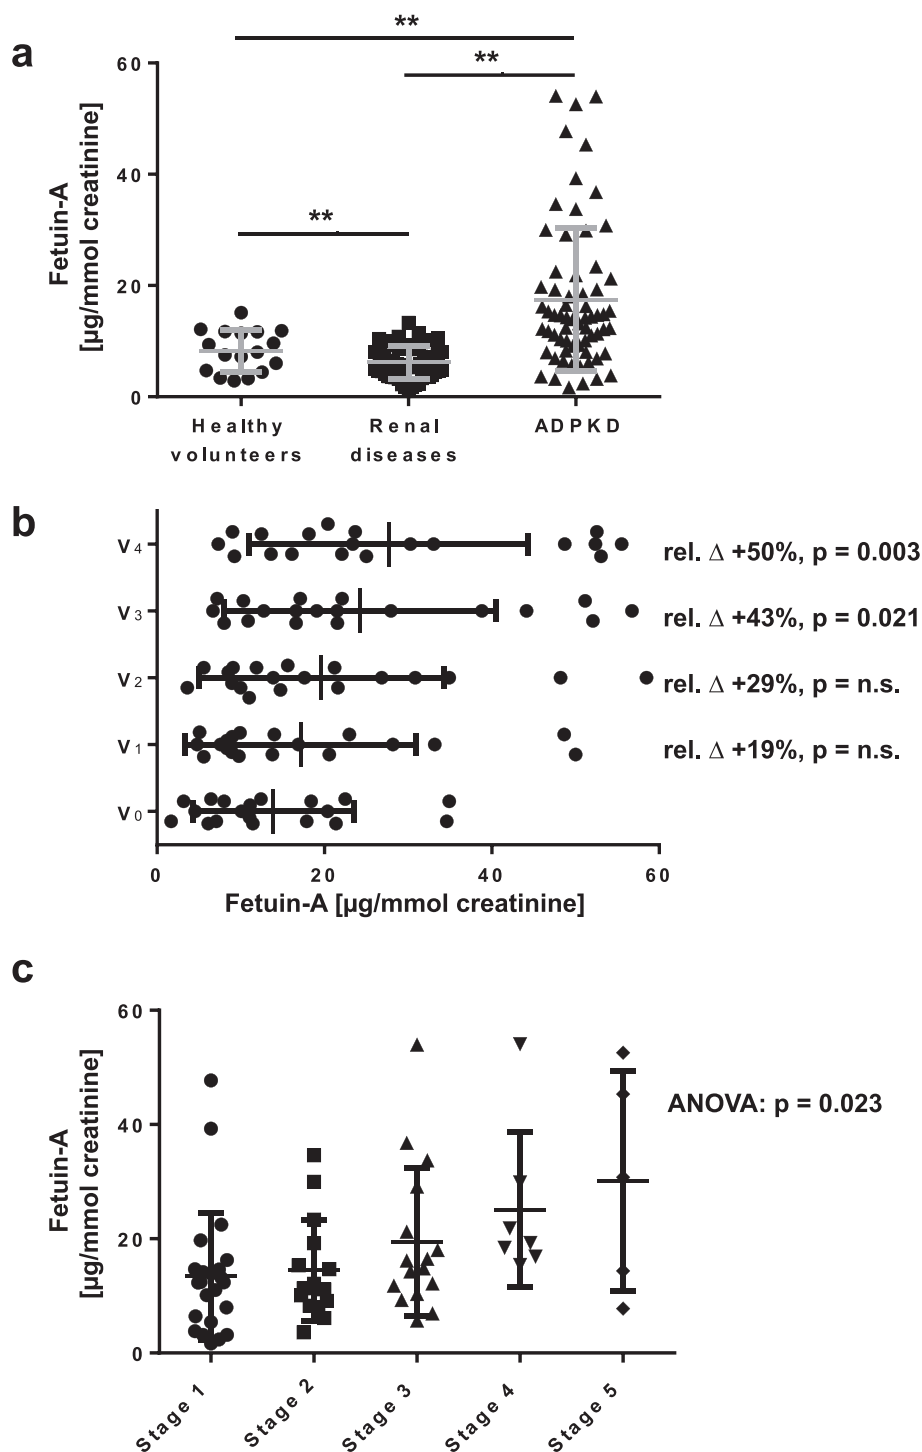 a
**
**
**
60
40
20
0
Fetuin-A
[µg/mmol creatinine]
Healthy
volunteers
Renal
diseases
ADPKD
b
V4
rel. Δ +50%, p = 0.003
V3
rel. Δ +43%, p = 0.021
V2
rel. Δ +29%, p = n.s.
V1
rel. Δ +19%, p = n.s.
V0
0 20 40 60
Fetuin-A [µg/mmol creatinine]
c
60
40
20
0
Fetuin-A
[µg/mmol creatinine]
ANOVA: p = 0.023
Stage 1
Stage 2
Stage 3
Stage 4
Stage 5